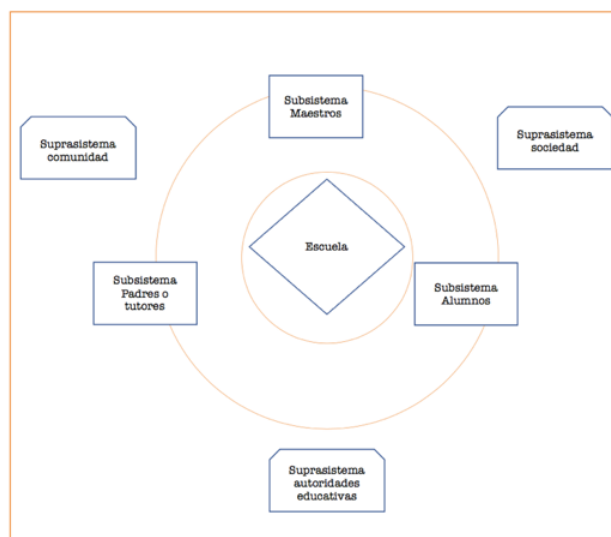 Subsistema
Maestros
Suprasistema
comunidad
Suprasistema
sociedad
Escuela
Subsistema
Padres o
tutores
Subsistema
Alumnos
Suprasistema
autoridades
educativas